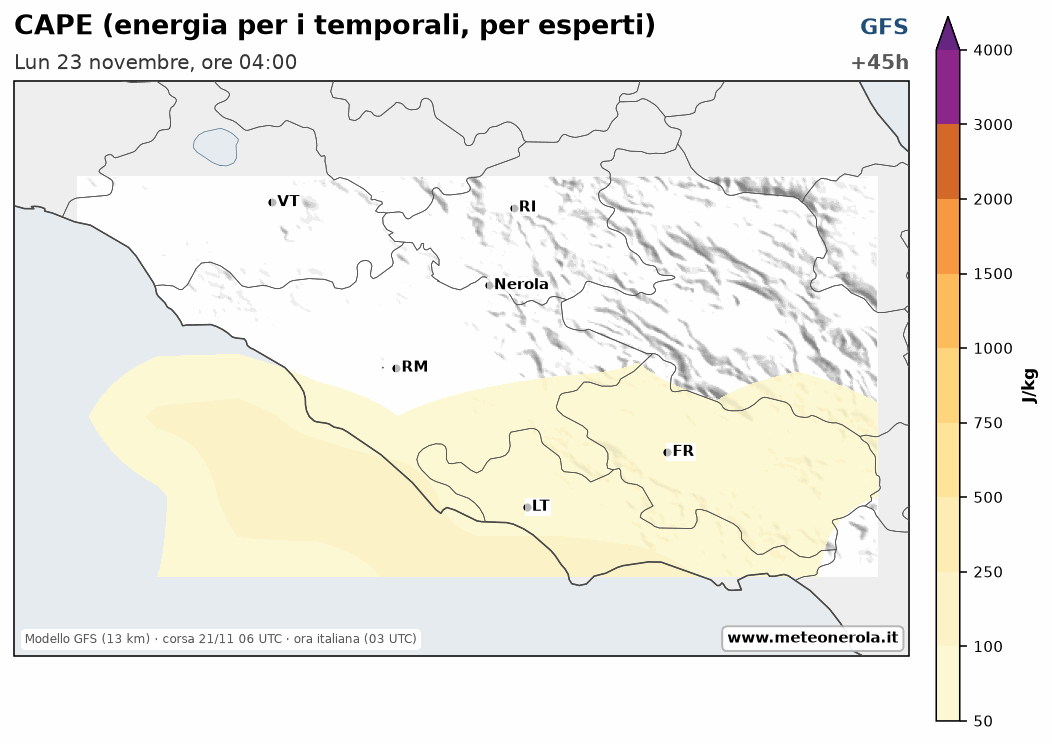 CAPE (energia per i temporali, per esperti)
GFS
Lun 23 novembre, ore 04:00
+45h
VT
RI
Nerola
RM
FR
LT
Modello GFS (13 km) · corsa 21/11 06 UTC · ora italiana (03 UTC)
www.meteonerola.it
4000
3000
2000
1500
1000
750
500
250
100
50
J/kg